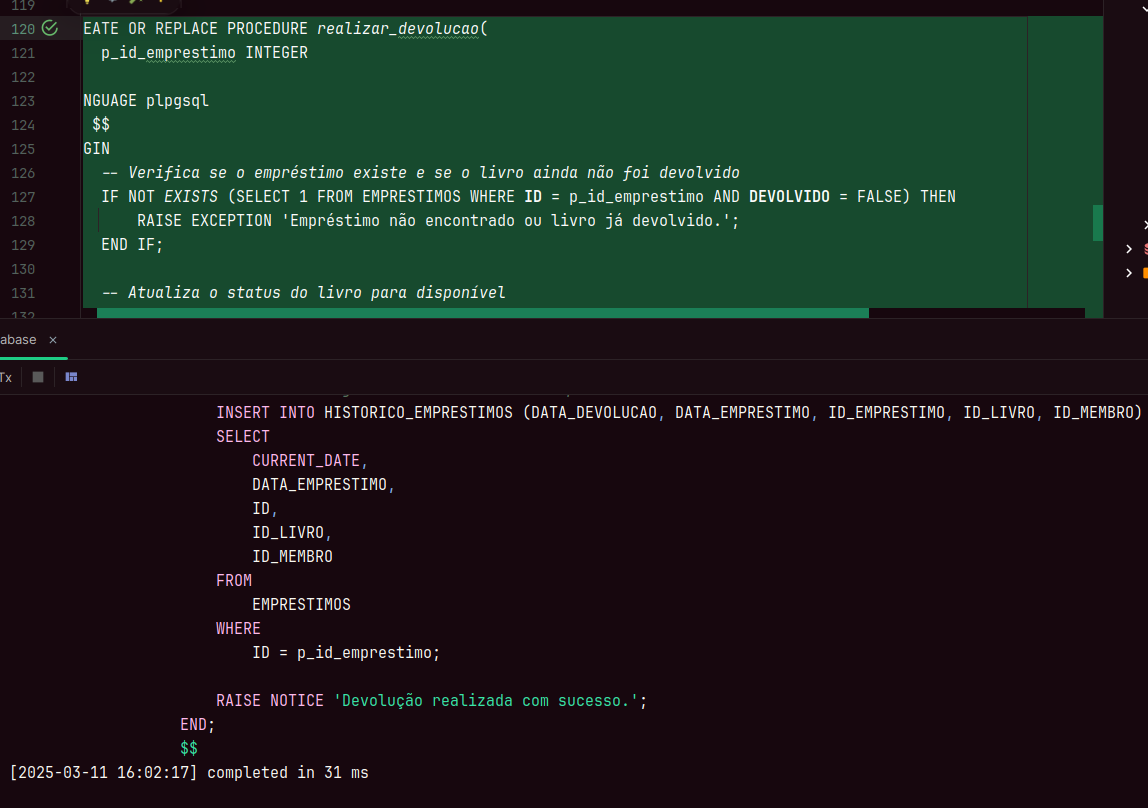 119
120 EATE OR REPLACE PROCEDURE realizar_devolucao(
121 p_id_emprestimo INTEGER
122
123 NGUAGE plpgsql
124 $$
125 GIN
126 -- Verifica se o empréstimo existe e se o livro ainda não foi devolvido
127 IF NOT EXISTS (SELECT 1 FROM EMPRESTIMOS WHERE ID = p_id_emprestimo AND DEVOLVIDO = FALSE) THEN
128 RAISE EXCEPTION 'Empréstimo não encontrado ou livro já devolvido.';
129 END IF;
130
131 -- Atualiza o status do livro para disponível
132
abase ×
Tx
INSERT INTO HISTORICO_EMPRESTIMOS (DATA_DEVOLUCAO, DATA_EMPRESTIMO, ID_EMPRESTIMO, ID_LIVRO, ID_MEMBRO)
SELECT
CURRENT_DATE,
DATA_EMPRESTIMO,
ID,
ID_LIVRO,
ID_MEMBRO
FROM
EMPRESTIMOS
WHERE
ID = p_id_emprestimo;
RAISE NOTICE 'Devolução realizada com sucesso.';
END;
$$
[2025-03-11 16:02:17] completed in 31 ms